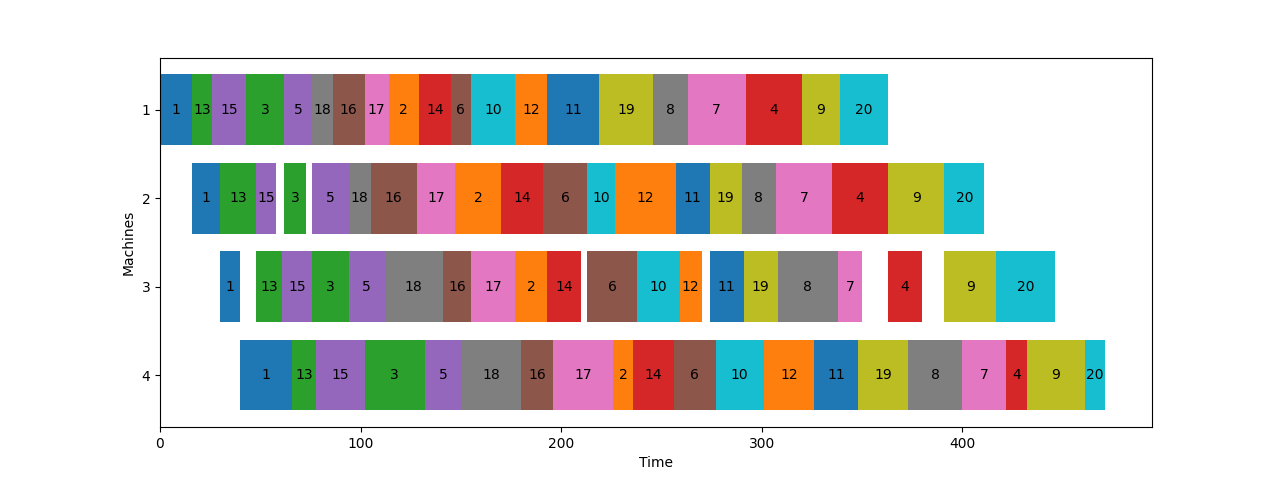 1 1 13 15 3 5 18 16 17 2 14 6 10 12 11 19 8 7 4 9 20
2 1 13 15 3 5 18 16 17 2 14 6 10 12 11 19 8 7 4 9 20
3 1 13 15 3 5 18 16 17 2 14 6 10 12 11 19 8 7 4 9 20
4 1 13 15 3 5 18 16 17 2 14 6 10 12 11 19 8 7 4 9 20
Machines
0 100 200 300 400
Time